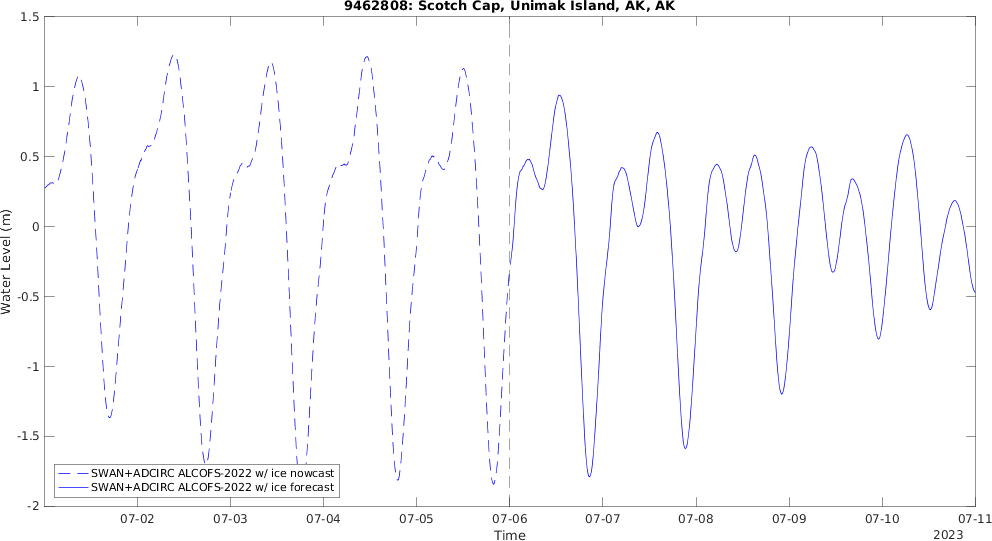 9462808: Scotch Cap, Unimak Island, AK, AK
1.5
1
0.5
0
-0.5
-1
-1.5
-2
Water Level (m)
SWAN+ADCIRC ALCOFS-2022 w/ ice nowcast
SWAN+ADCIRC ALCOFS-2022 w/ ice forecast
07-02 07-03 07-04 07-05 07-06 07-07 07-08 07-09 07-10 07-11
Time
2023